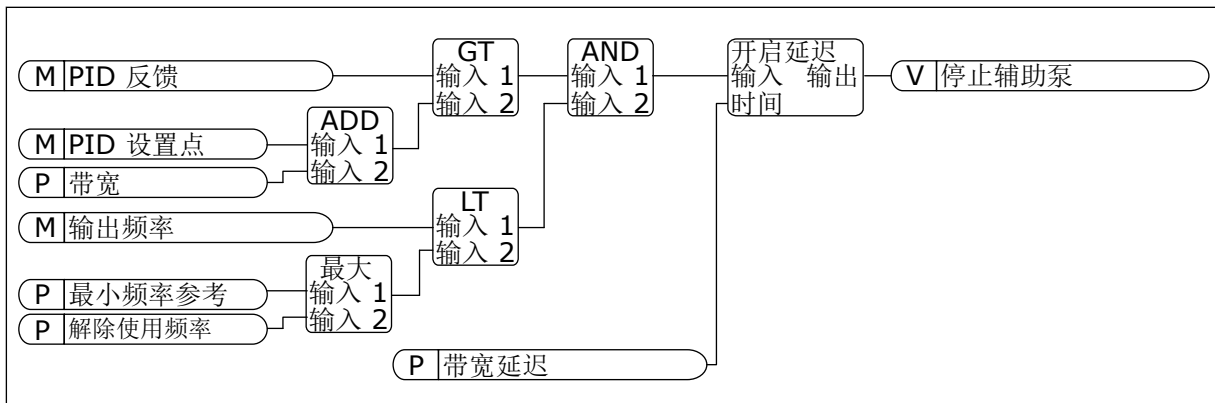 M PID 反馈
GT
输入 1
输入 2
AND
输入 1
输入 2
开启延迟
输入 输出
时间
V 停止辅助泵
M PID 设置点
P 带宽
ADD
输入 1
输入 2
M 输出频率
LT
输入 1
输入 2
P 最小频率参考
P 解除使用频率
最大
输入 1
输入 2
P 带宽延迟